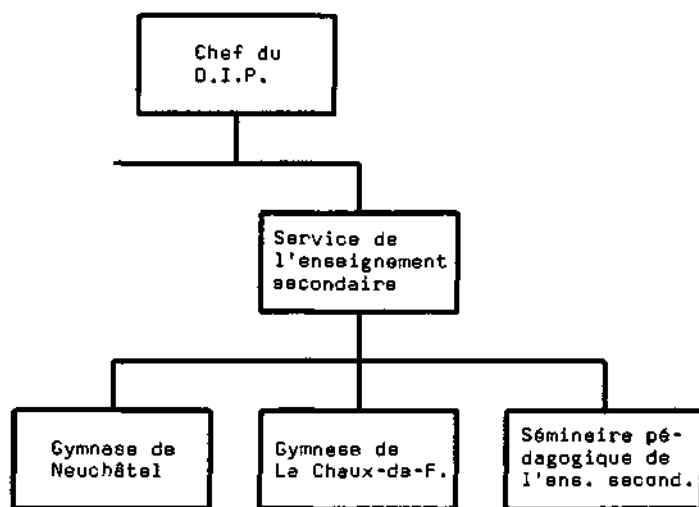 Chef du
D.I.P.
Service de
l'enseignement
secondaire
Gymnase de
Neuchâtel
Gymnase de
La Chaux-de-F.
Séminaire pé-
dagogique de
l'ens. second.